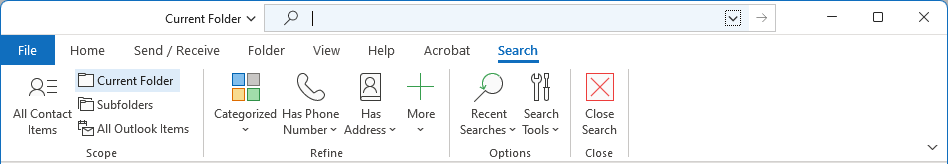 Current Folder
File Home Send / Receive Folder View Help Acrobat Search
All Contact Items
Current Folder
Subfolders
All Outlook Items
Categorized
Has Phone Number
Has Address
More
Recent Searches
Search Tools
Close Search
Scope Refine Options Close